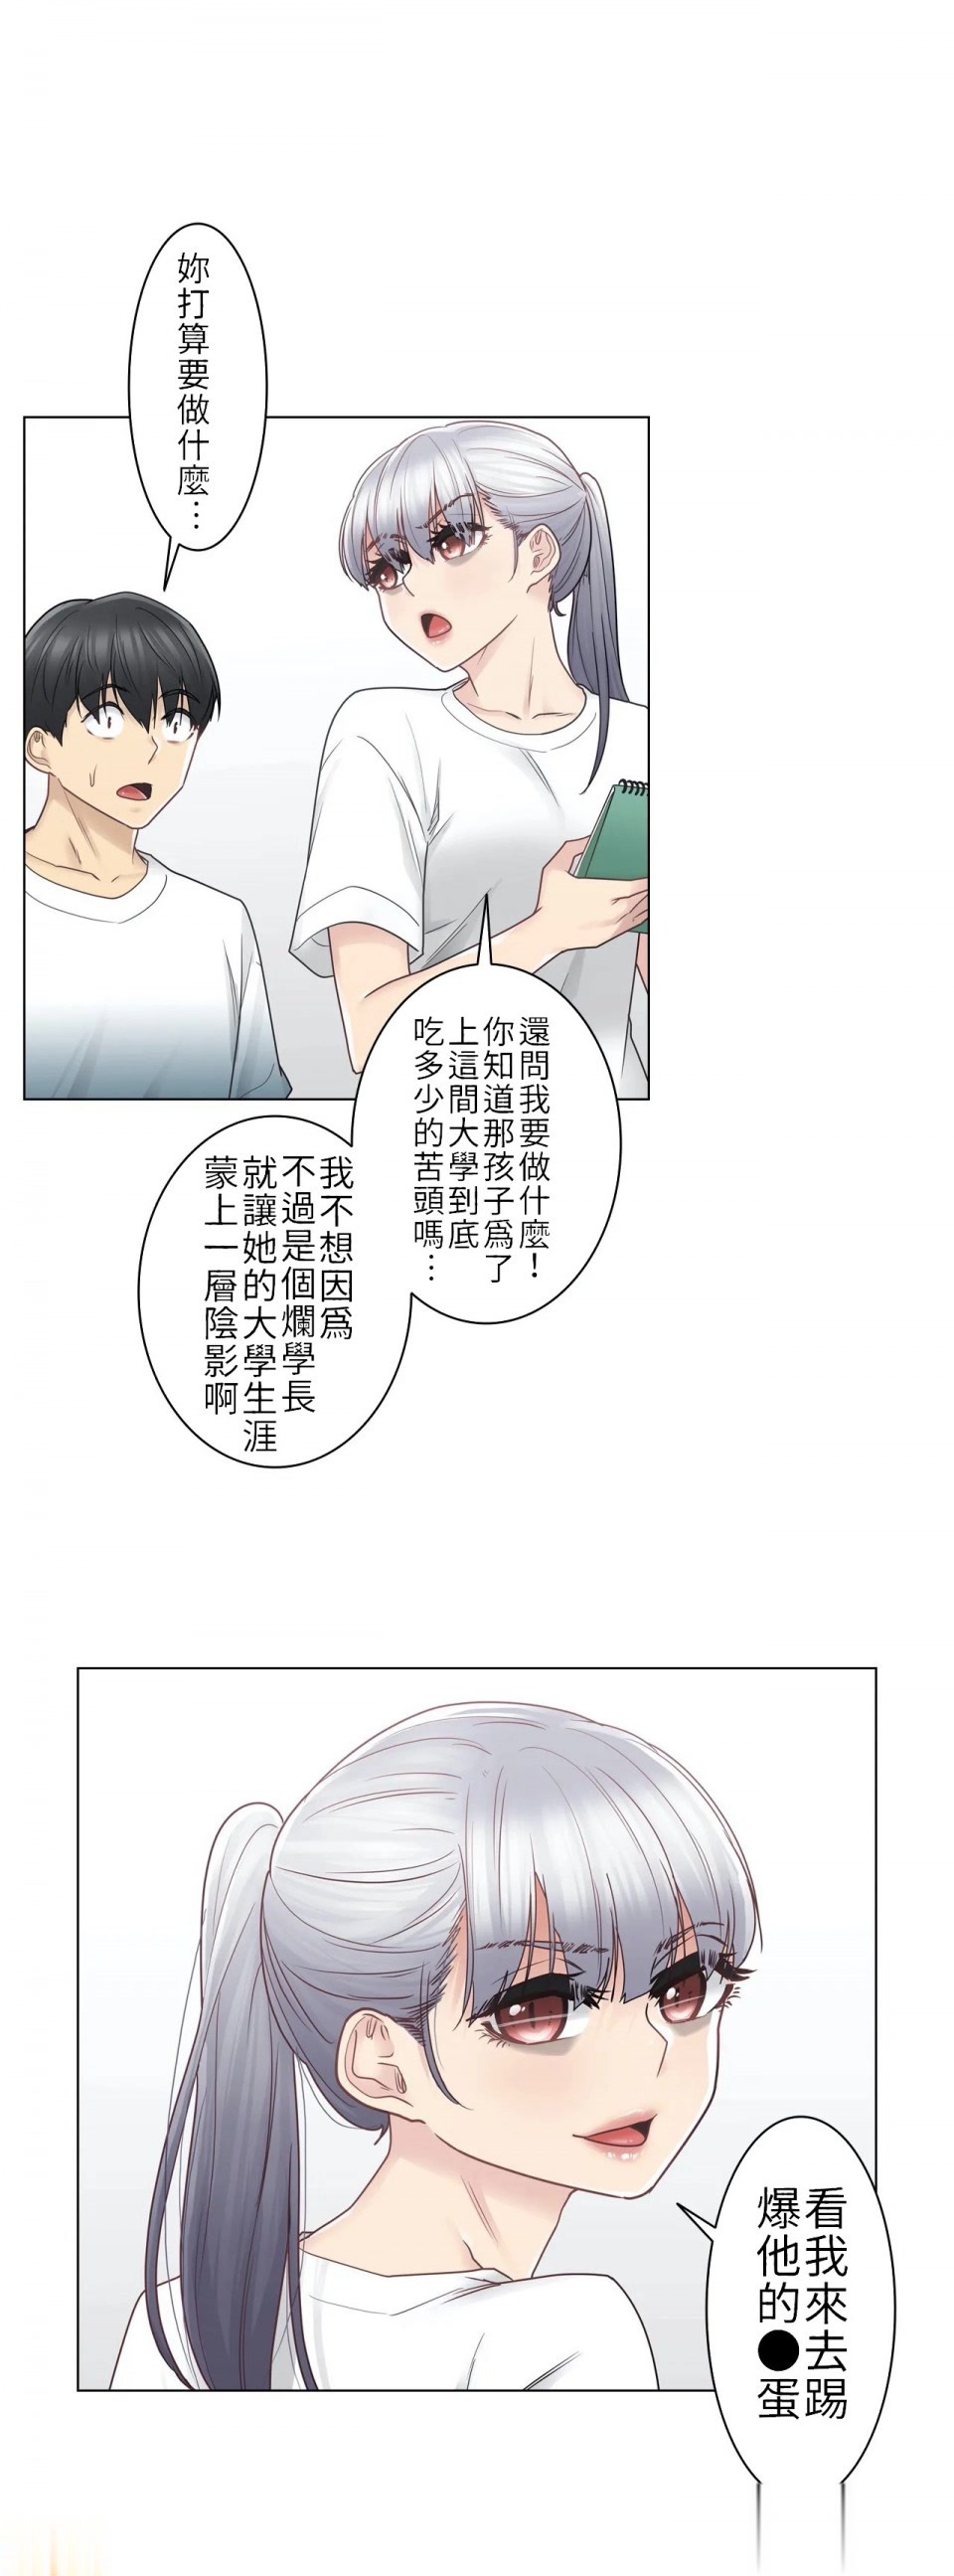 妳打算要做什麼…
還問我要做什麼！
你知道那孩子爲了
上這間大學到底
吃多少的苦頭嗎…
我不想因爲
不過是個爛學長
就讓她的大學生涯
蒙上一層陰影啊
看我來去踢
爆他的●蛋